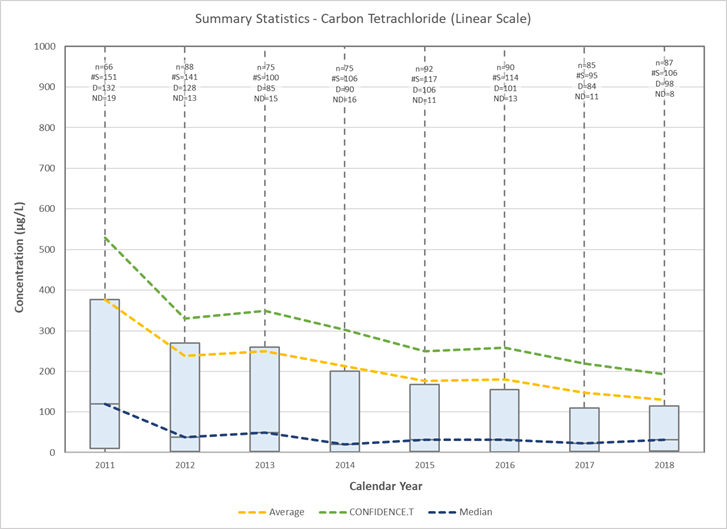 Summary Statistics - Carbon Tetrachloride (Linear Scale)
1000
900
800
700
600
500
400
300
200
100
0
Concentration (µg/L)
n=66
#S=151
D=132
ND=19
n=88
#S=141
D=128
ND=13
n=75
#S=100
D=85
ND=15
n=75
#S=106
D=90
ND=16
n=92
#S=117
D=106
ND=11
n=90
#S=114
D=101
ND=13
n=85
#S=95
D=84
ND=11
n=87
#S=106
D=98
ND=8
2011 2012 2013 2014 2015 2016 2017 2018
Calendar Year
Average CONFIDENCE.T Median